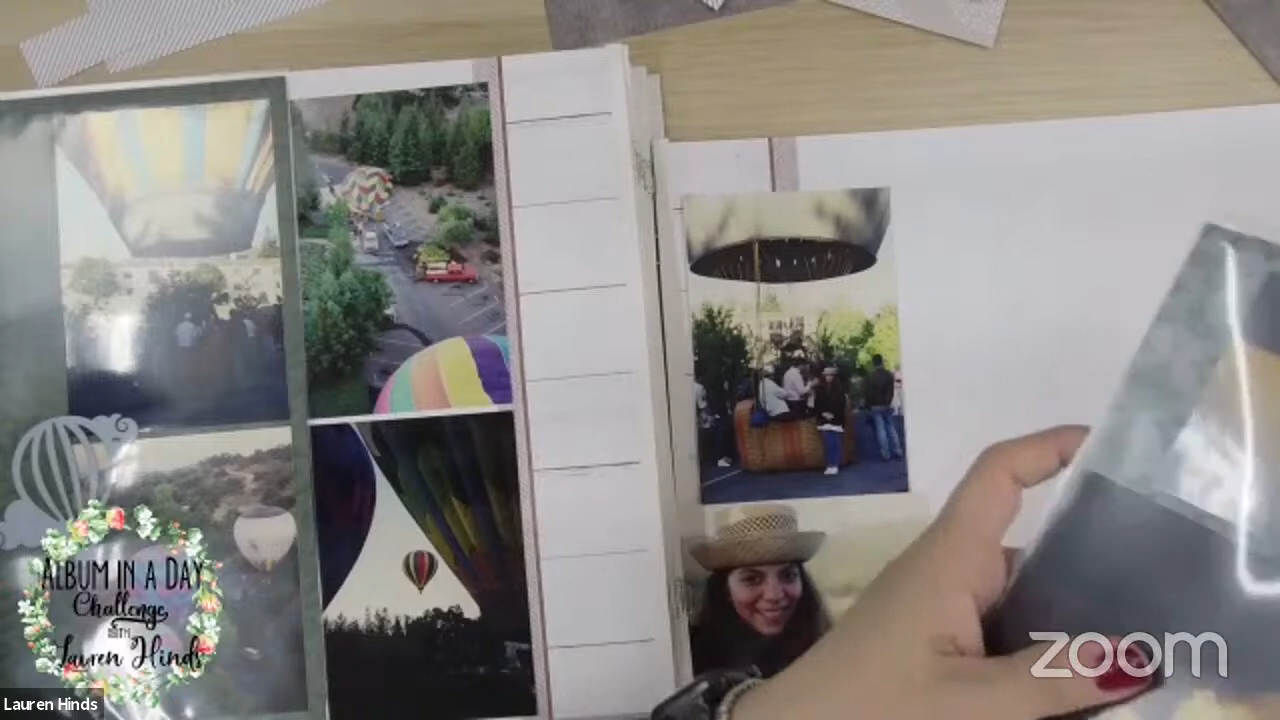 ALBUM IN A DAY
Challenge
WITH
Lauren Hinds
Lauren Hinds
zoom